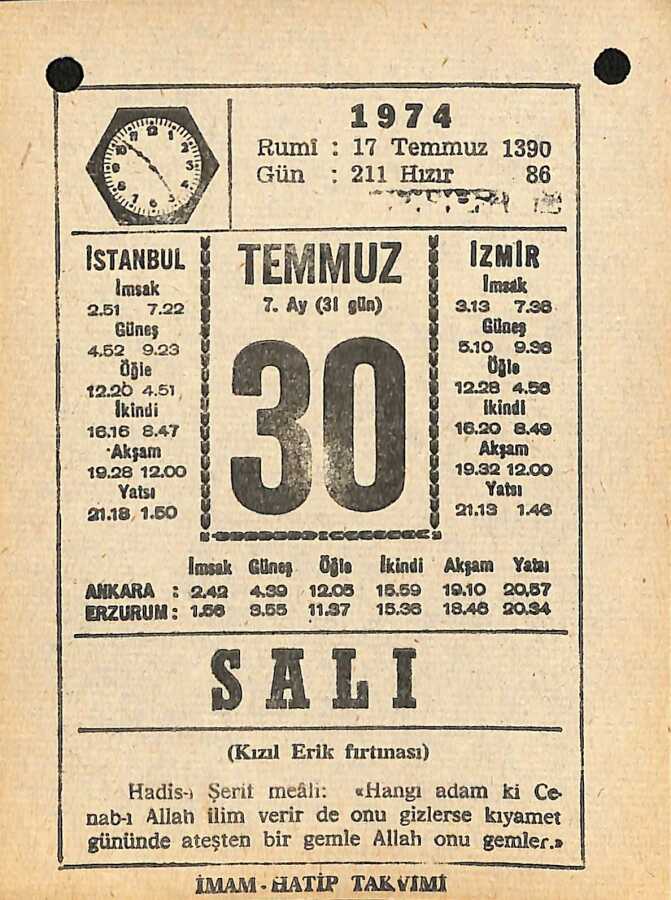 1974
Rumî : 17 Temmuz 1390
Gün : 211 Hızır 86
İSTANBUL
İmsak
2.51 7.22
Güneş
4.52 9.23
Öğle
12.20 4.51
İkindi
16.16 8.47
Akşam
19.28 12.00
Yatsı
21.18 1.50
TEMMUZ
7. Ay (31 gün)
30
İZMİR
İmsak
3.13 7.38
Güneş
5.10 9.36
Öğle
12.28 4.56
İkindi
16.20 8.49
Akşam
19.32 12.00
Yatsı
21.13 1.46
İmsak Güneş Öğle İkindi Akşam Yatsı
ANKARA : 2.42 4.39 12.05 15.59 19.10 20.57
ERZURUM : 1.56 3.55 11.37 15.36 18.46 20.34
SALI
(Kızıl Erik fırtınası)
Hadis-ı Şerif meâli: «Hangi adam ki Ce-
nab-ı Allah ilim verir de onu gizlerse kıyamet
gününde ateşten bir gemle Allah onu gemler.»
İMAM - HATİP TAKVİMİ